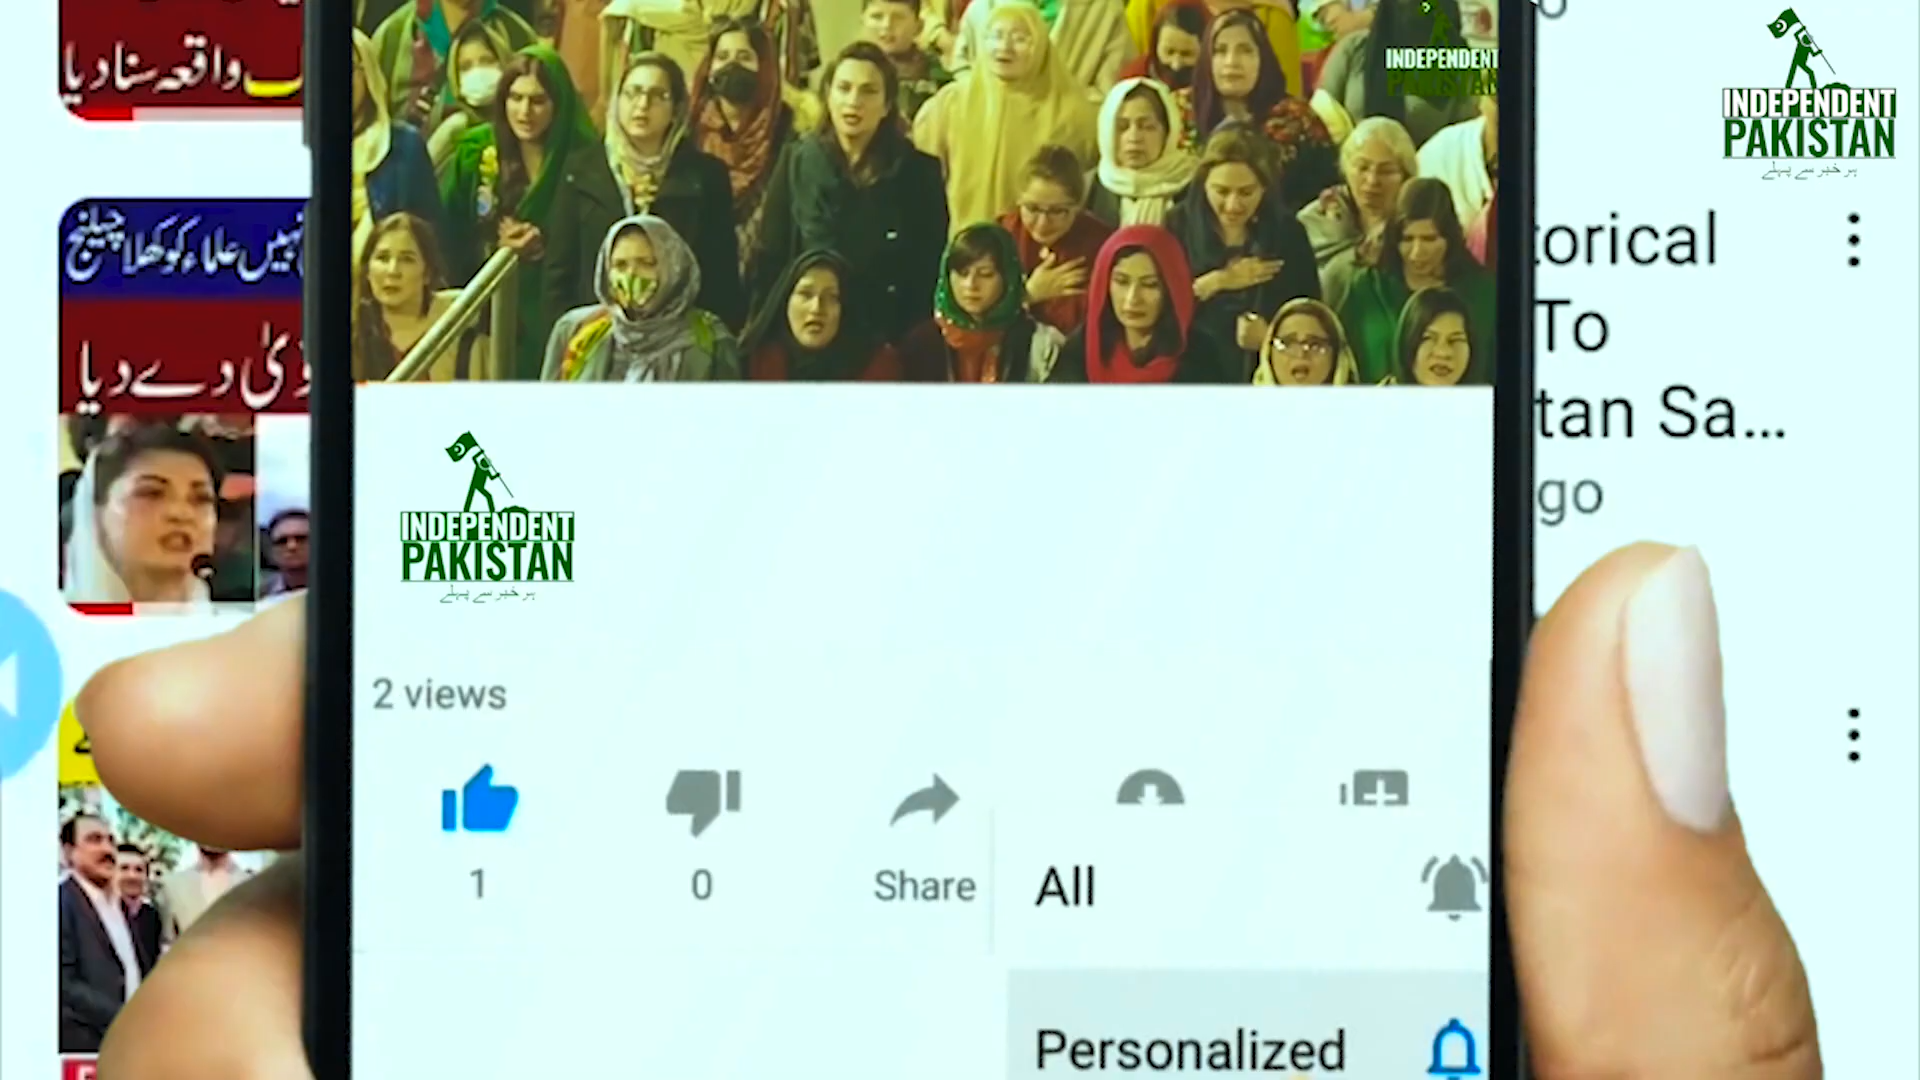 واقعہ سنا دیا
نہیں علماء کو کھلا چیلنج
دے دیا
INDEPENDENT
INDEPENDENT
PAKISTAN
ہر خبر سے پہلے
torical
To
tan Sa...
go
INDEPENDENT
PAKISTAN
ہر خبر سے پہلے
2 views
1
0
Share
All
Personalized